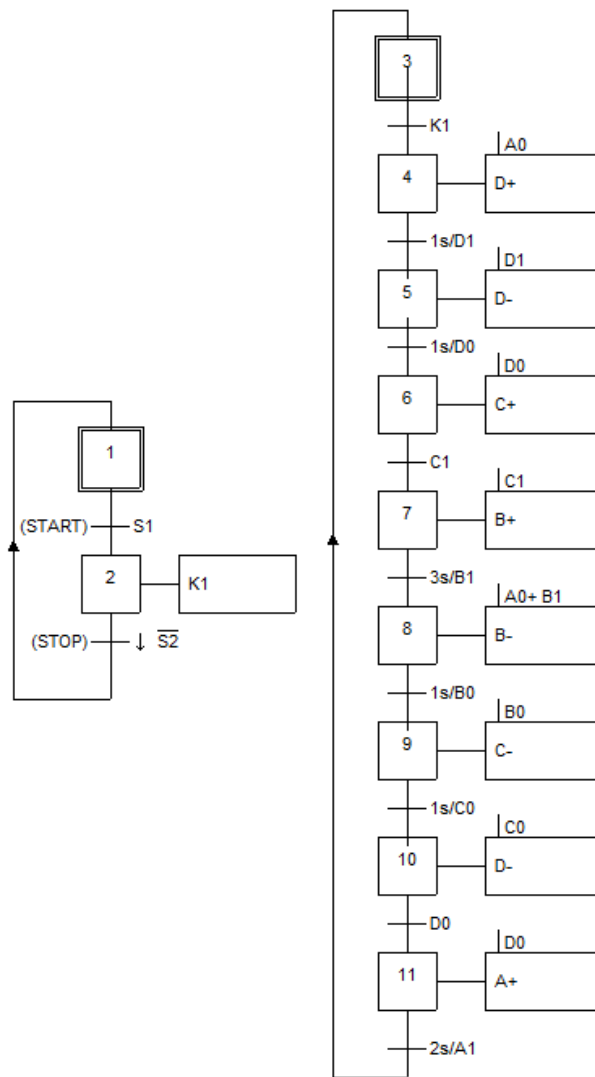 1
(START) S1
2 K1
(STOP) ↓ S̅2̅
3
K1
A0
4 D+
1s/D1
D1
5 D-
1s/D0
D0
6 C+
C1
C1
7 B+
3s/B1
A0+ B1
8 B-
1s/B0
B0
9 C-
1s/C0
C0
10 D-
D0
D0
11 A+
2s/A1